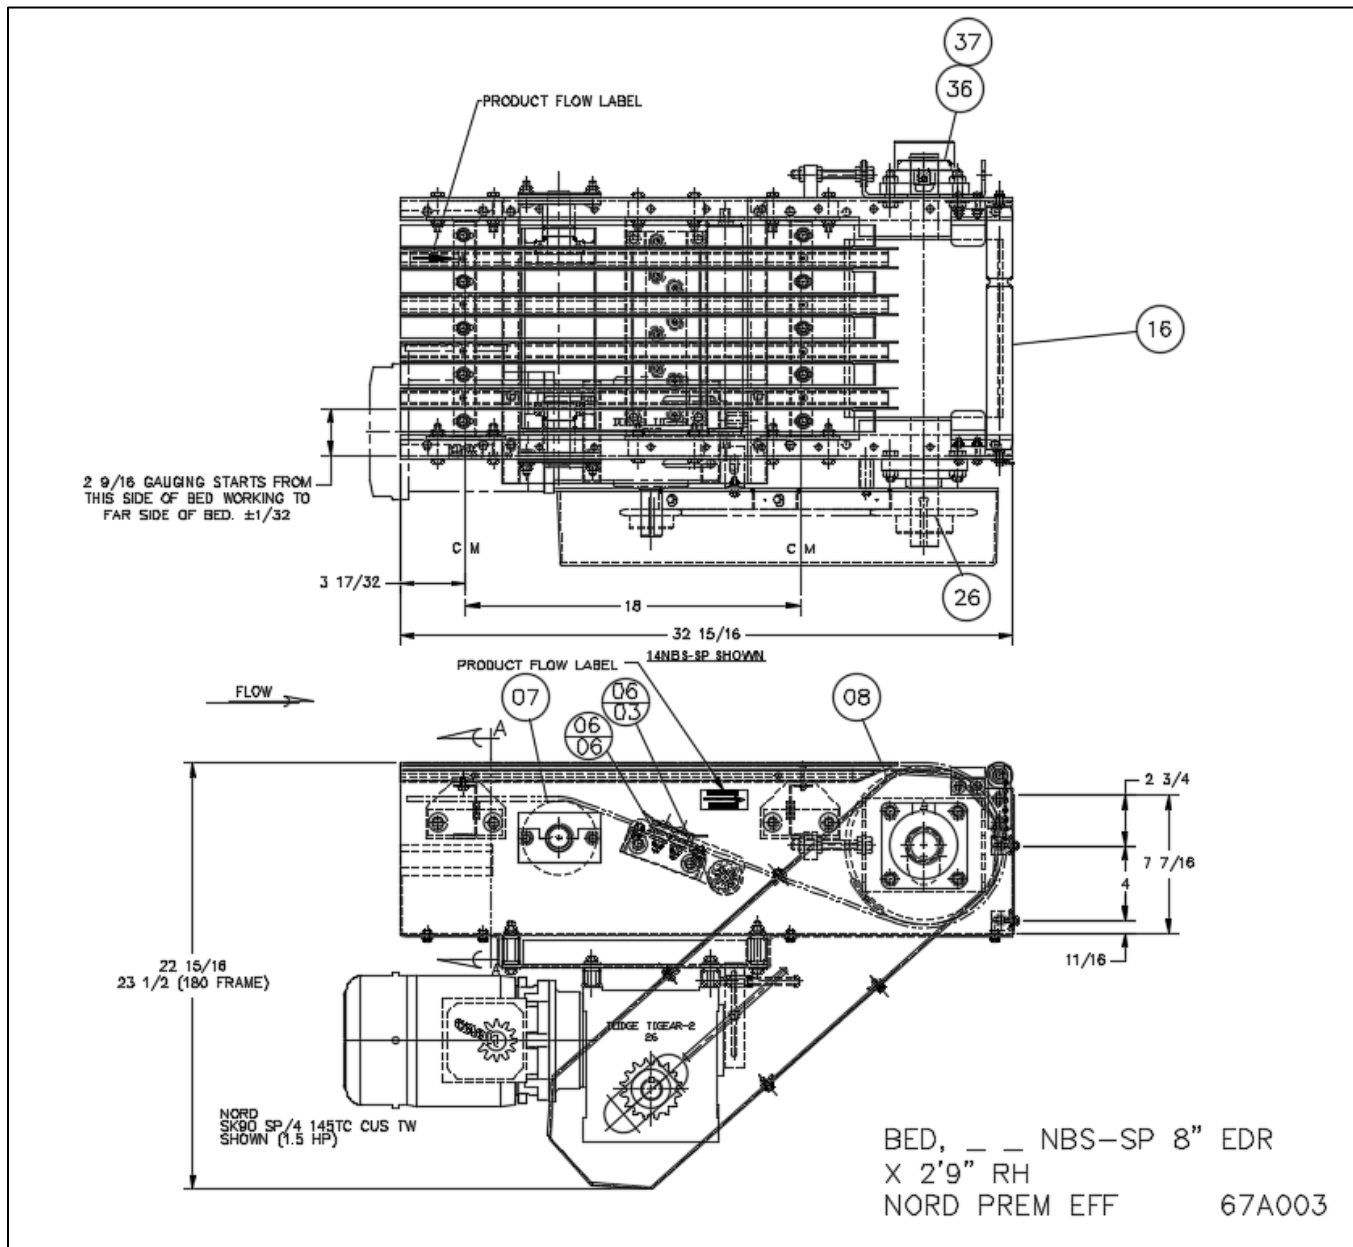 37
36
PRODUCT FLOW LABEL
16
2 9/16 GAUGING STARTS FROM
THIS SIDE OF BED WORKING TO
FAR SIDE OF BED. ±1/32
C M
C M
3 17/32
26
18
32 15/16
14NBS-SP SHOWN
PRODUCT FLOW LABEL
FLOW
07
06
03
06
06
08
A
2 3/4
7 7/16
4
11/16
22 15/16
23 1/2 (180 FRAME)
DODGE TIGEAR-2
26
NORD
SK90 SP/4 145TC CUS TW
SHOWN (1.5 HP)
BED, _ _ NBS-SP 8" EDR
X 2'9" RH
NORD PREM EFF 67A003